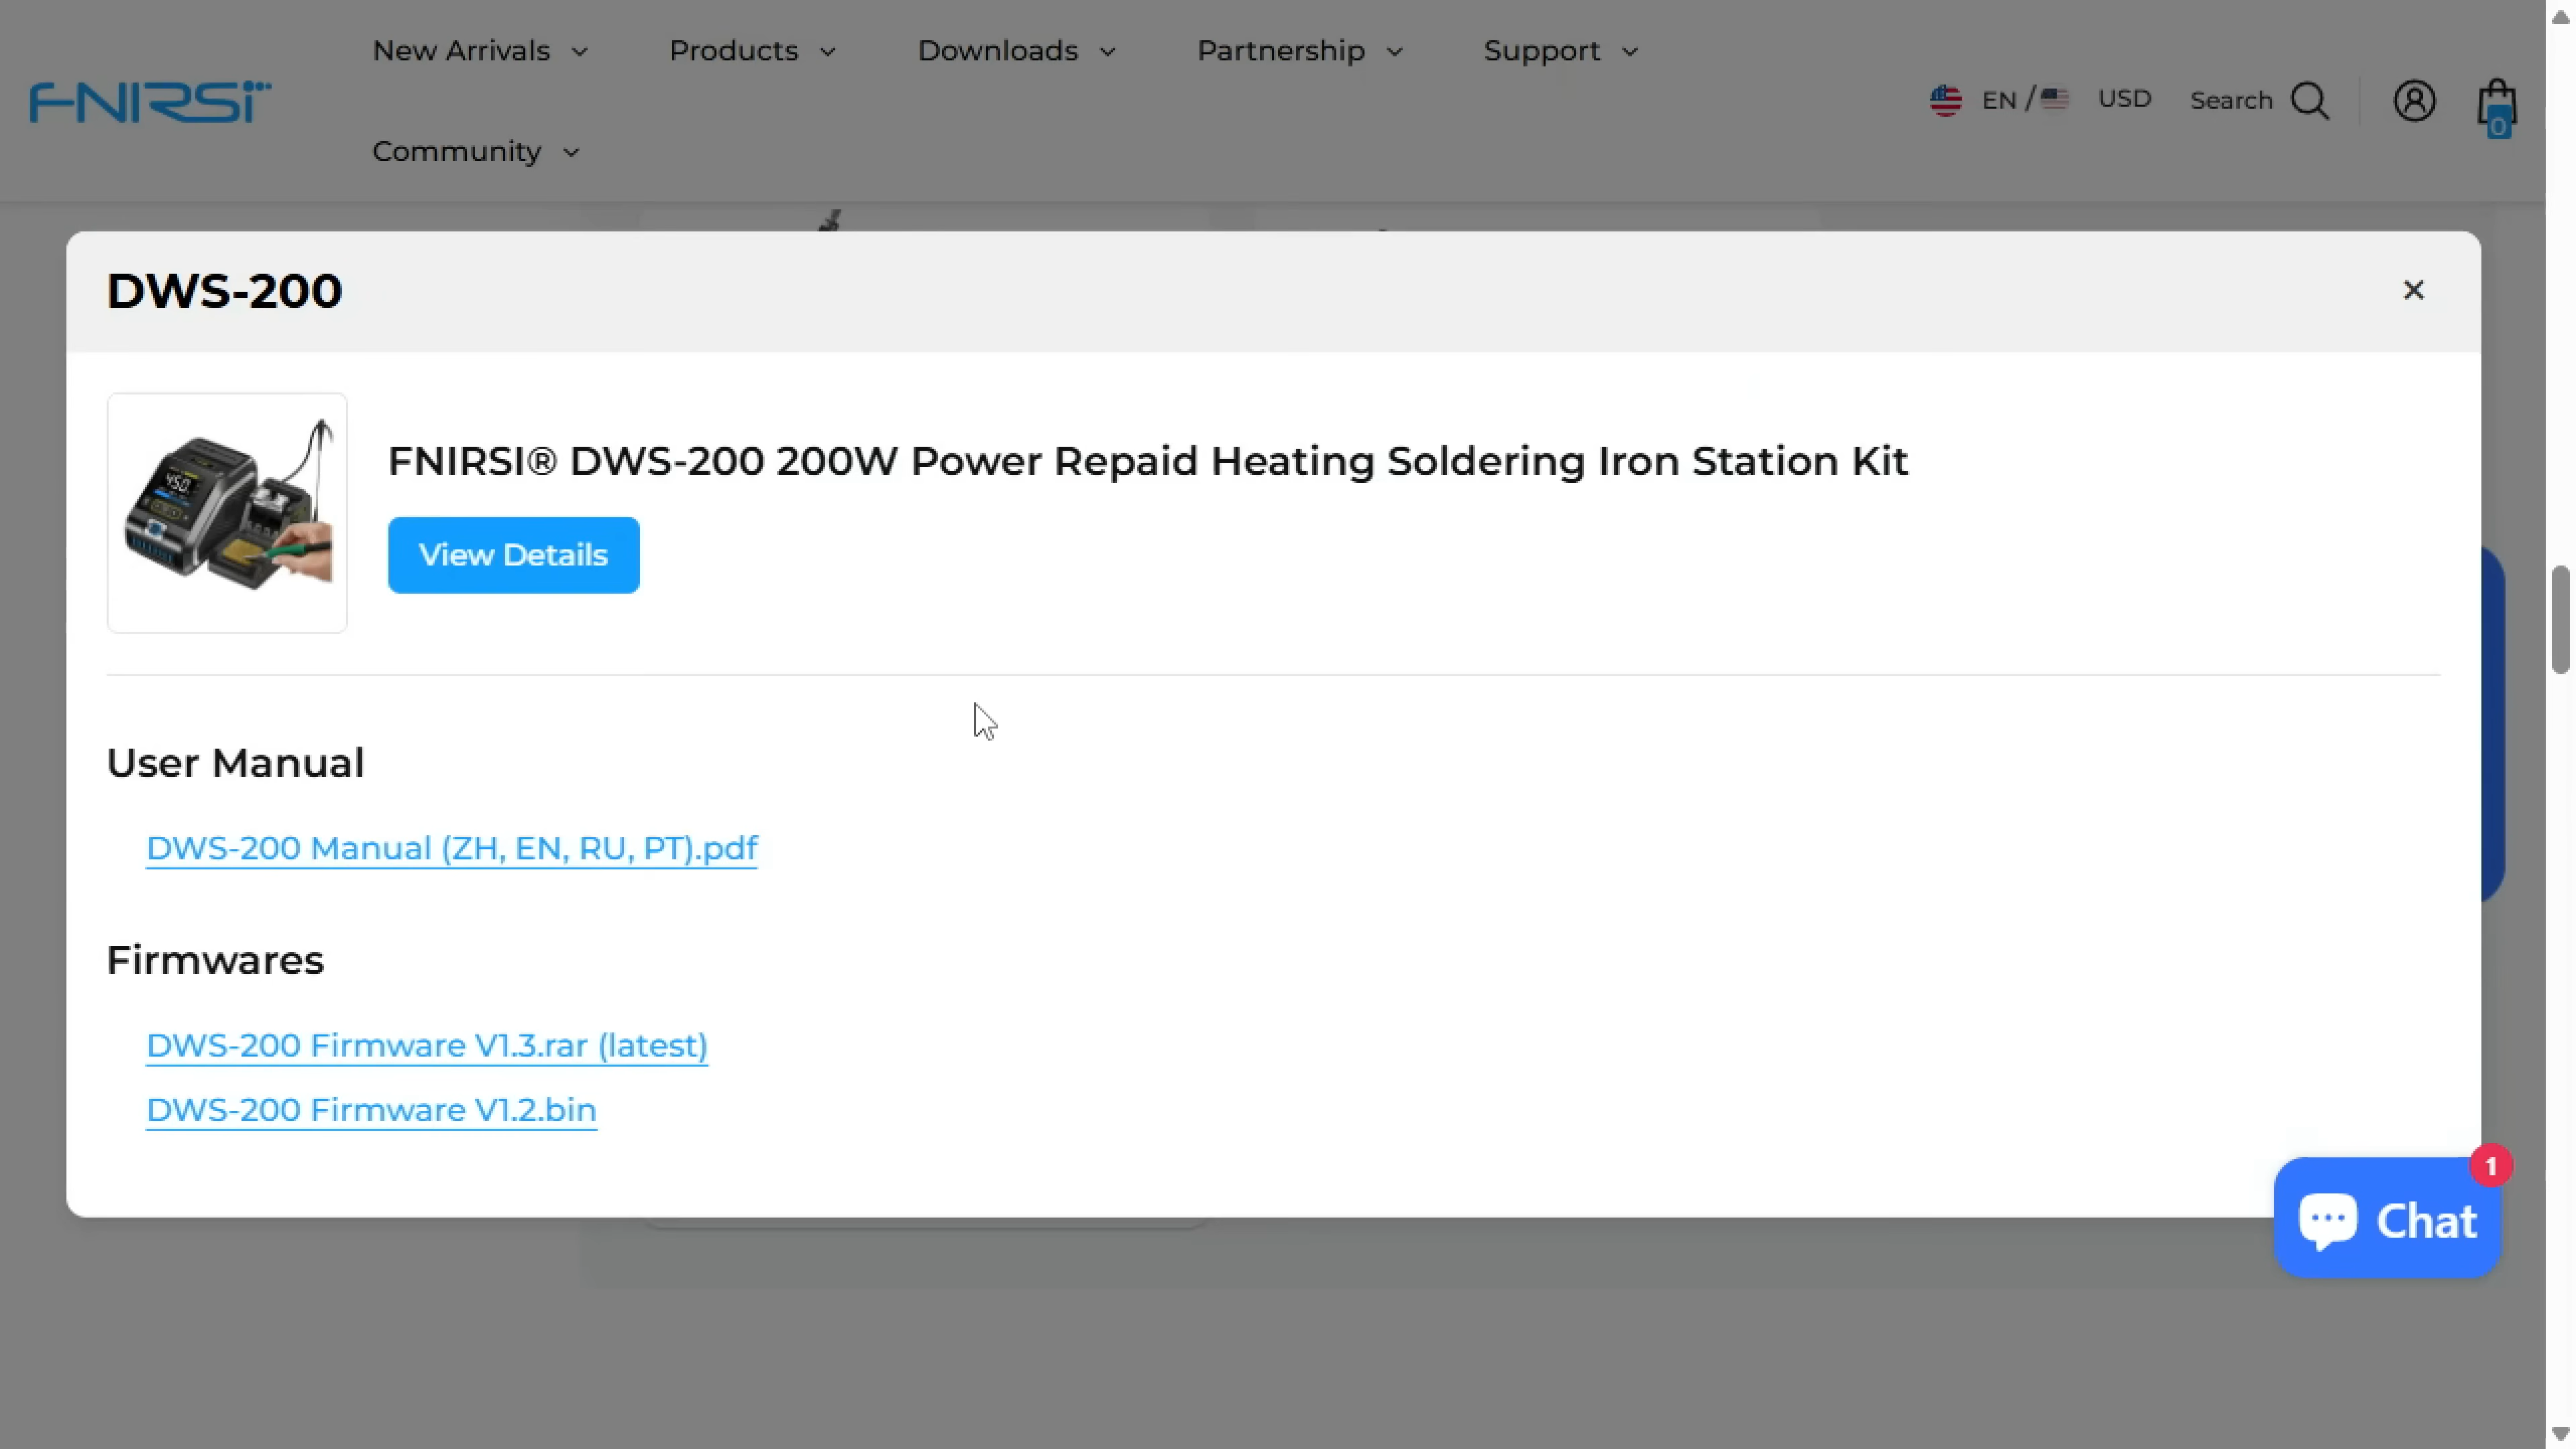 New Arrivals
Products
Downloads
Partnership
Support
FNIRSI
EN / USD
Search
0
Community
DWS-200
×
450
FNIRSI® DWS-200 200W Power Repaid Heating Soldering Iron Station Kit
View Details
User Manual
DWS-200 Manual (ZH, EN, RU, PT).pdf
Firmwares
DWS-200 Firmware V1.3.rar (latest)
DWS-200 Firmware V1.2.bin
1
Chat